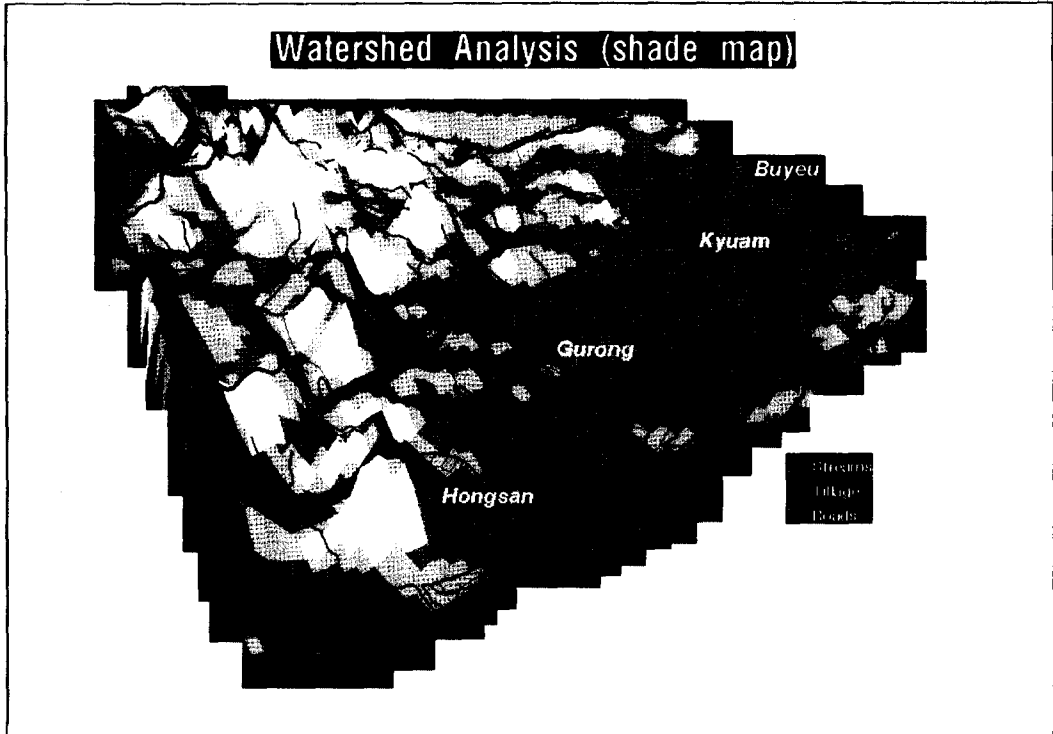 Watershed Analysis (shade map)
Buyeu
Kyuam
Gurong
Hongsan
Streams
Roads